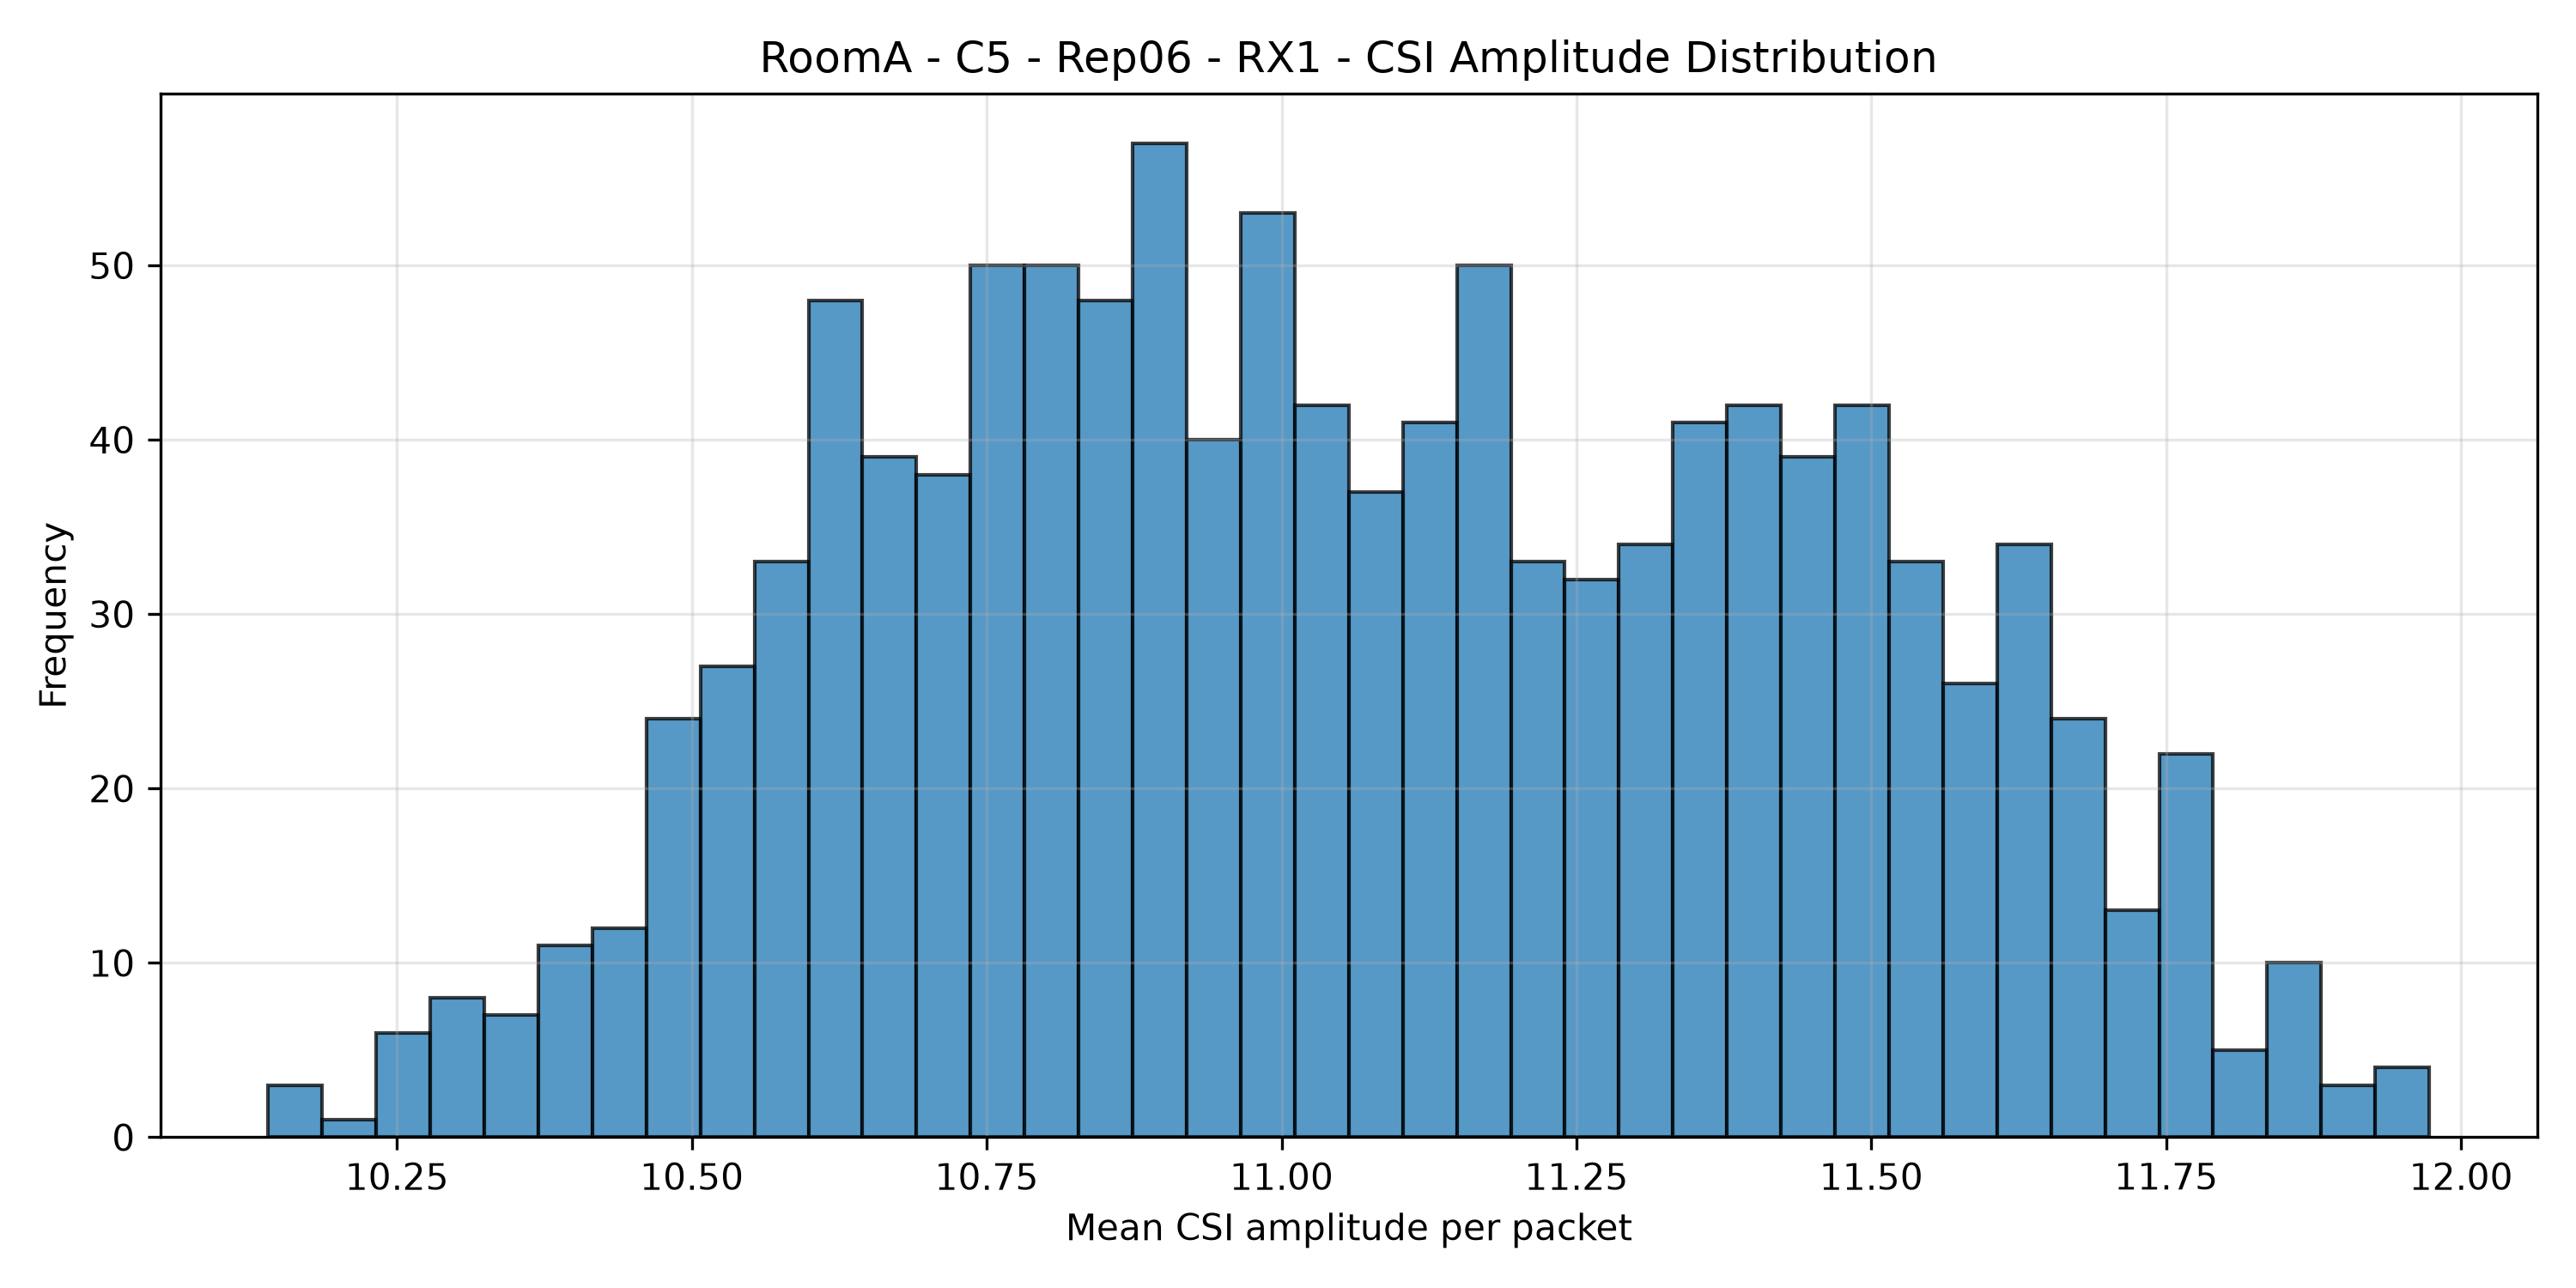 RoomA - C5 - Rep06 - RX1 - CSI Amplitude Distribution
Frequency
50
40
30
20
10
0
10.25 10.50 10.75 11.00 11.25 11.50 11.75 12.00
Mean CSI amplitude per packet